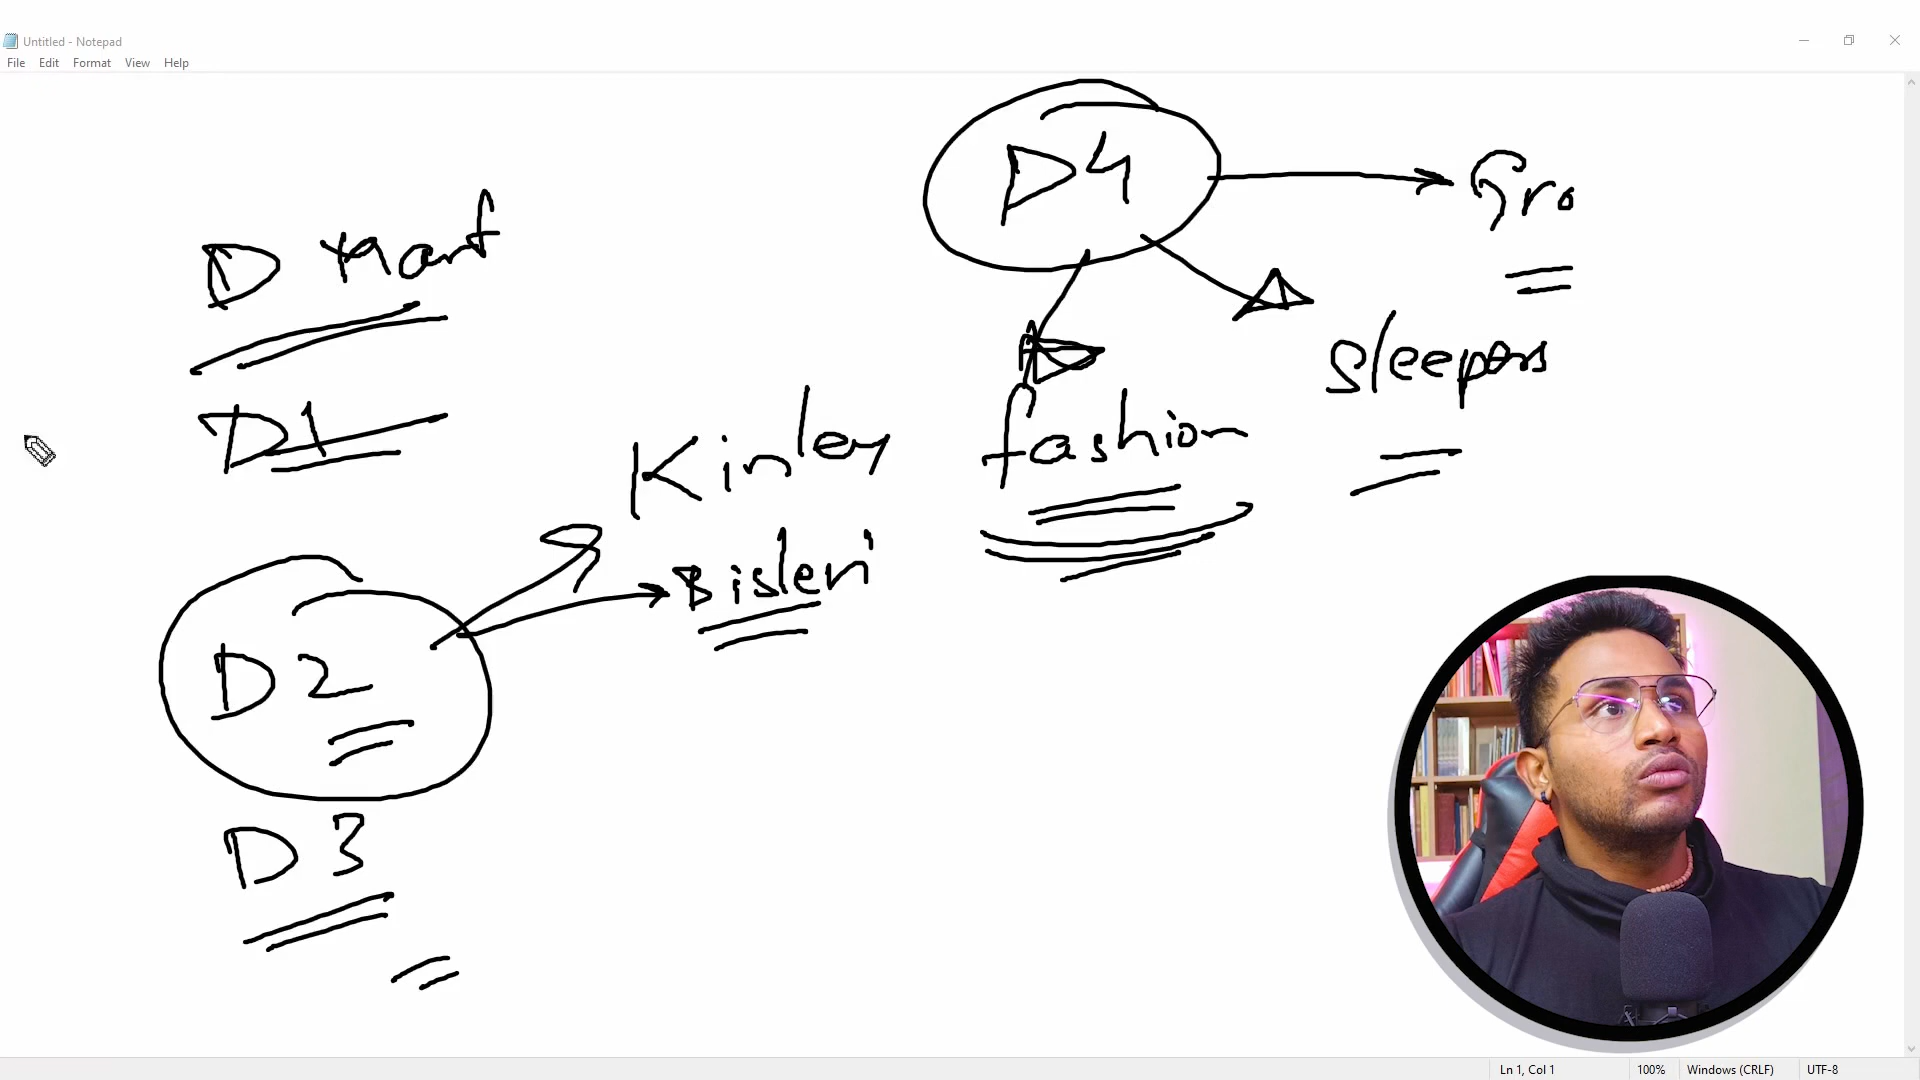 Untitled - Notepad
File Edit Format View Help
D Mart
D1
D2
D3
Kinley
Bisleri
D4
Gro
sleepers
fashion
Ln 1, Col 1 100% Windows (CRLF) UTF-8